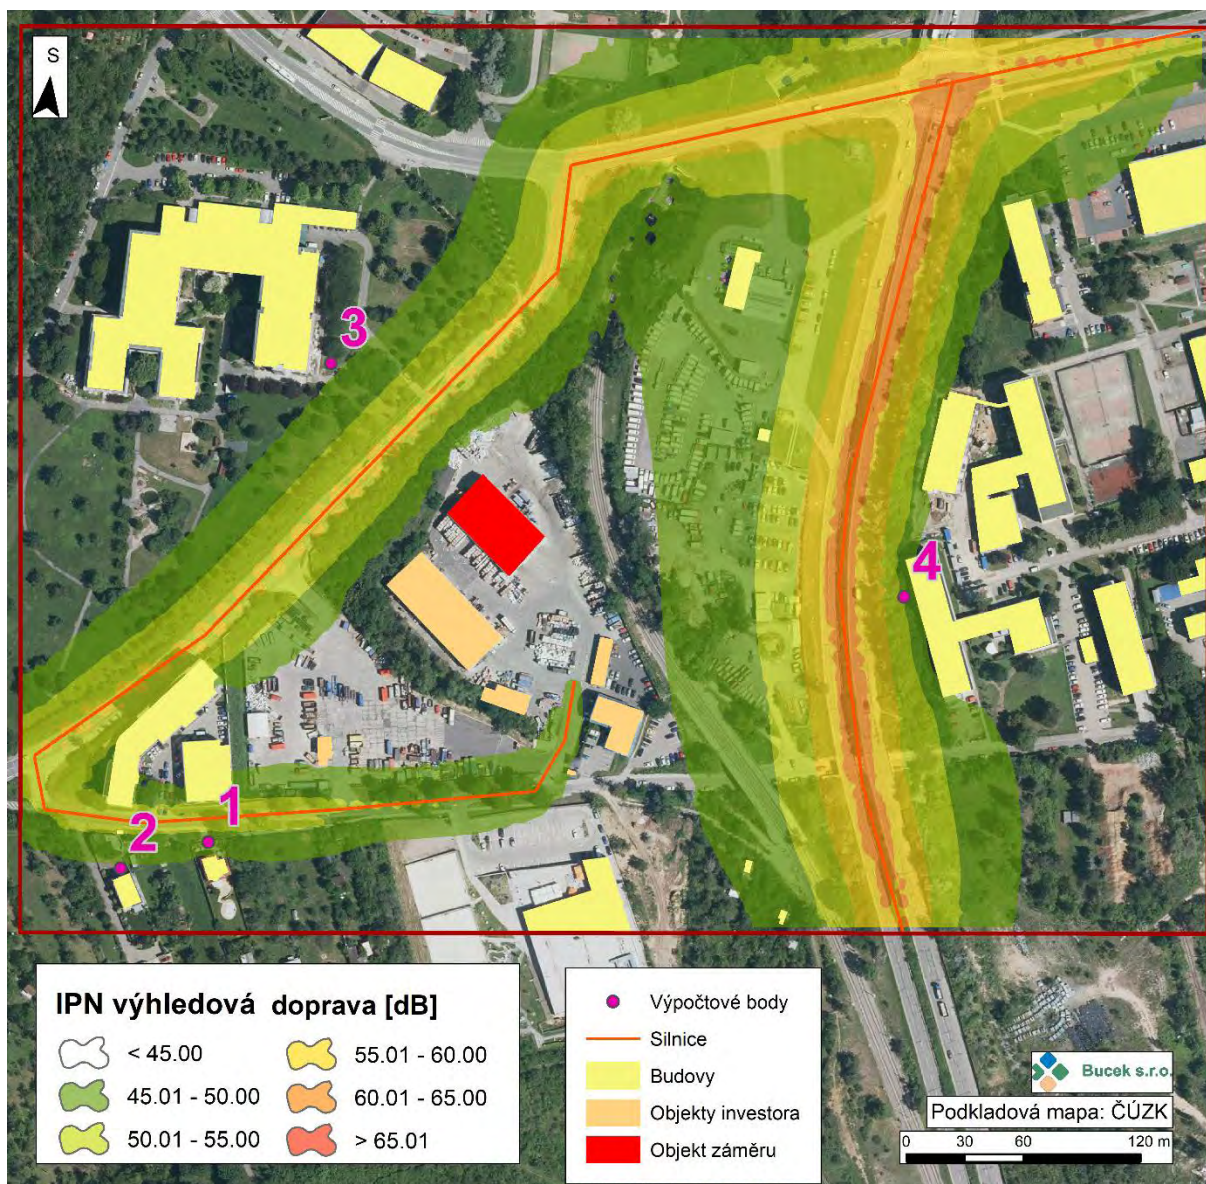 S
3
4
1
2
IPN výhledová doprava [dB]
< 45.00
45.01 - 50.00
50.01 - 55.00
55.01 - 60.00
60.01 - 65.00
> 65.01
Výpočtové body
Silnice
Budovy
Objekty investora
Objekt záměru
Bucek s.r.o.
Podkladová mapa: ČÚZK
0 30 60 120 m